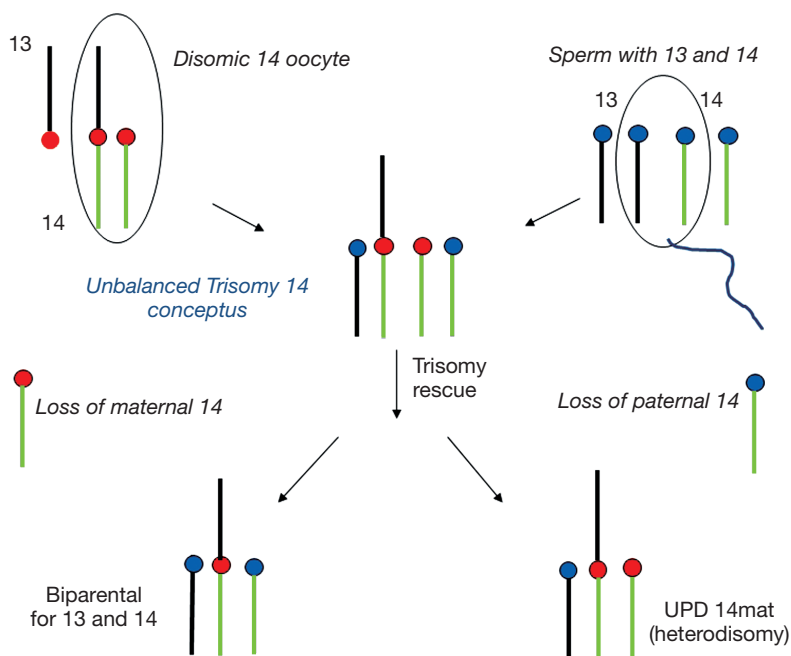 13
Disomic 14 oocyte
14
Sperm with 13 and 14
13
14
Unbalanced Trisomy 14
conceptus
Trisomy
rescue
Loss of maternal 14
Loss of paternal 14
Biparental
for 13 and 14
UPD 14mat
(heterodisomy)